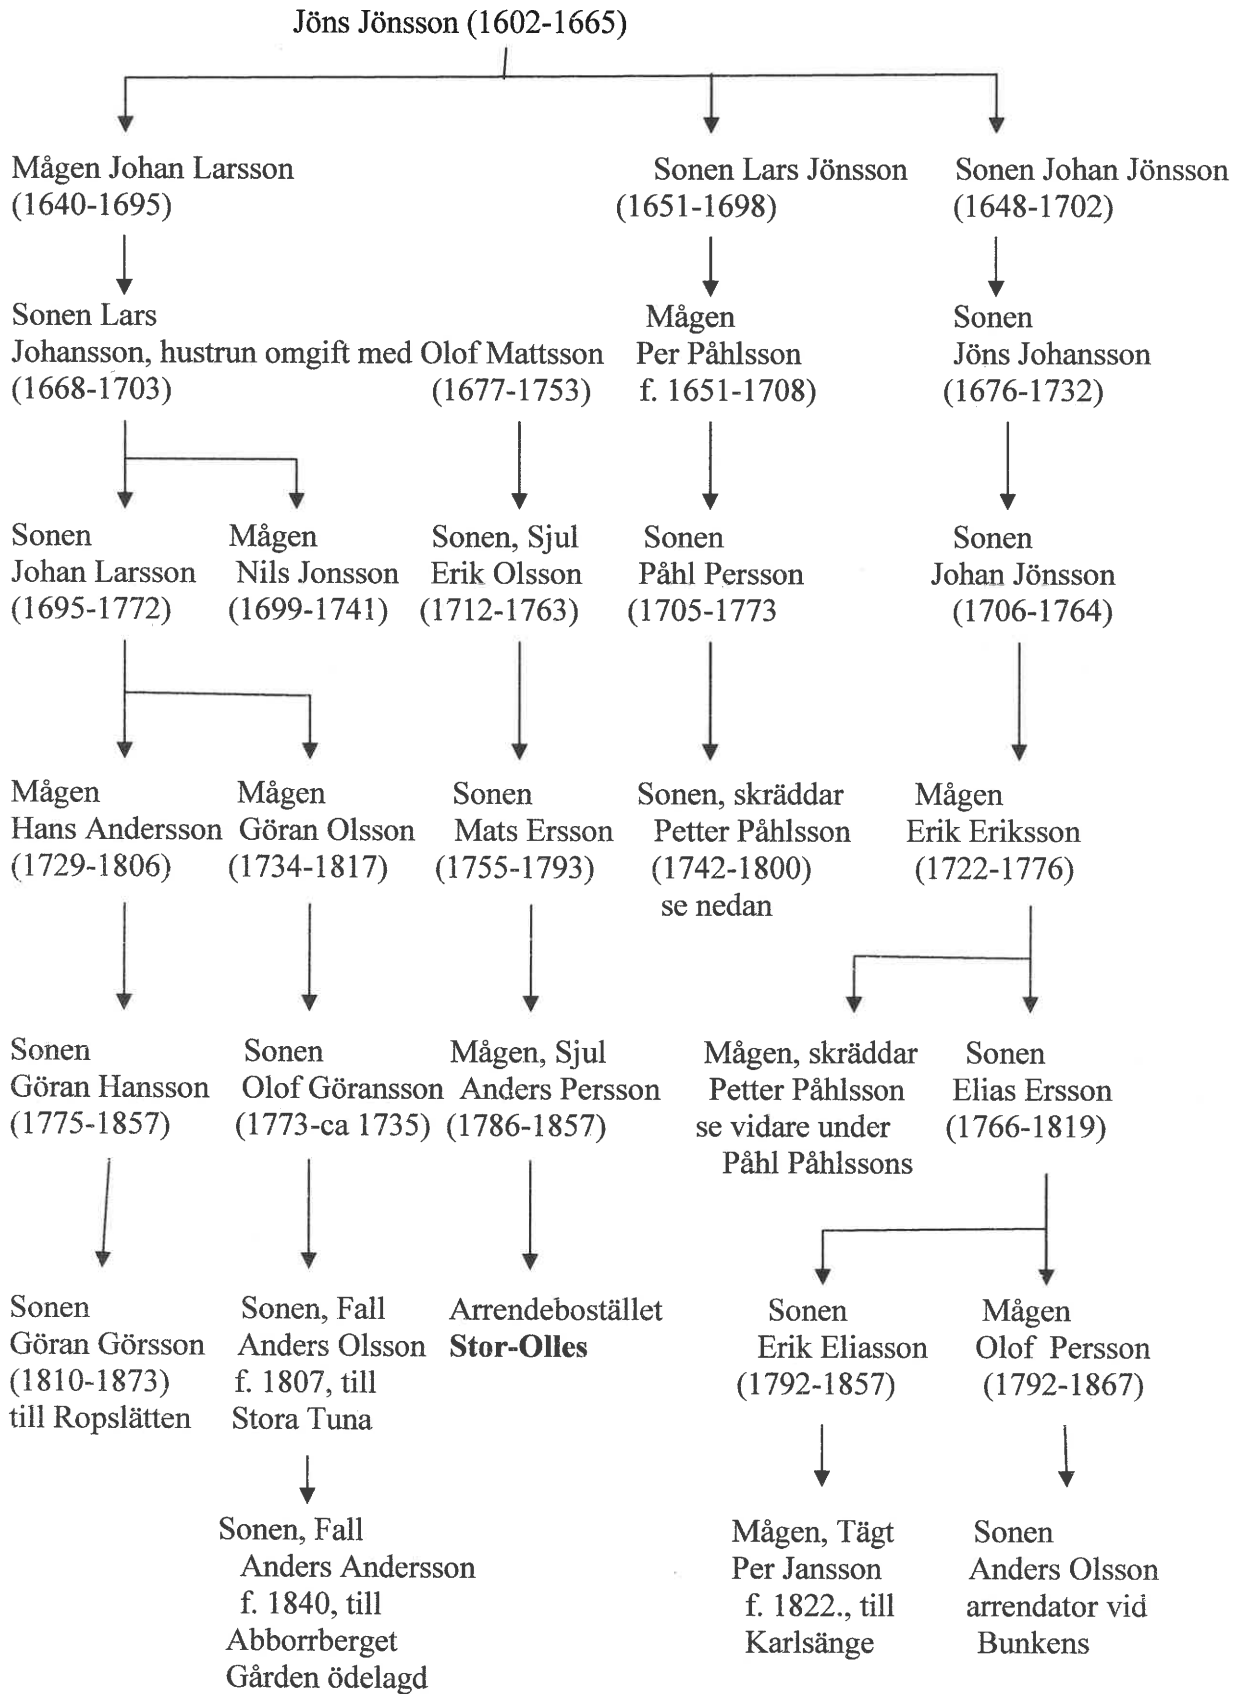 Jöns Jönsson (1602-1665)
Mågen Johan Larsson
(1640-1695)
Sonen Lars Jönsson
(1651-1698)
Sonen Johan Jönsson
(1648-1702)
Sonen Lars
Johansson, hustrun omgift med Olof Mattsson
(1668-1703)
(1677-1753)
Mågen
Per Påhlsson
f. 1651-1708)
Sonen
Jöns Johansson
(1676-1732)
Sonen
Johan Larsson
(1695-1772)
Mågen
Nils Jonsson
(1699-1741)
Sonen, Sjul
Erik Olsson
(1712-1763)
Sonen
Påhl Persson
(1705-1773
Sonen
Johan Jönsson
(1706-1764)
Mågen
Hans Andersson
(1729-1806)
Mågen
Göran Olsson
(1734-1817)
Sonen
Mats Ersson
(1755-1793)
Sonen, skräddar
Petter Påhlsson
(1742-1800)
se nedan
Mågen
Erik Eriksson
(1722-1776)
Sonen
Göran Hansson
(1775-1857)
Sonen
Olof Göransson
(1773-ca 1735)
Mågen, Sjul
Anders Persson
(1786-1857)
Mågen, skräddar
Petter Påhlsson
se vidare under
Påhl Påhlssons
Sonen
Elias Ersson
(1766-1819)
Sonen
Göran Görsson
(1810-1873)
till Ropslätten
Sonen, Fall
Anders Olsson
f. 1807, till
Stora Tuna
Arrendebostället
Stor-Olles
Sonen
Erik Eliasson
(1792-1857)
Mågen
Olof Persson
(1792-1867)
Sonen, Fall
Anders Andersson
f. 1840, till
Abborrberget
Gården ödelagd
Mågen, Tägt
Per Jansson
f. 1822., till
Karlsänge
Sonen
Anders Olsson
arrendator vid
Bunkens